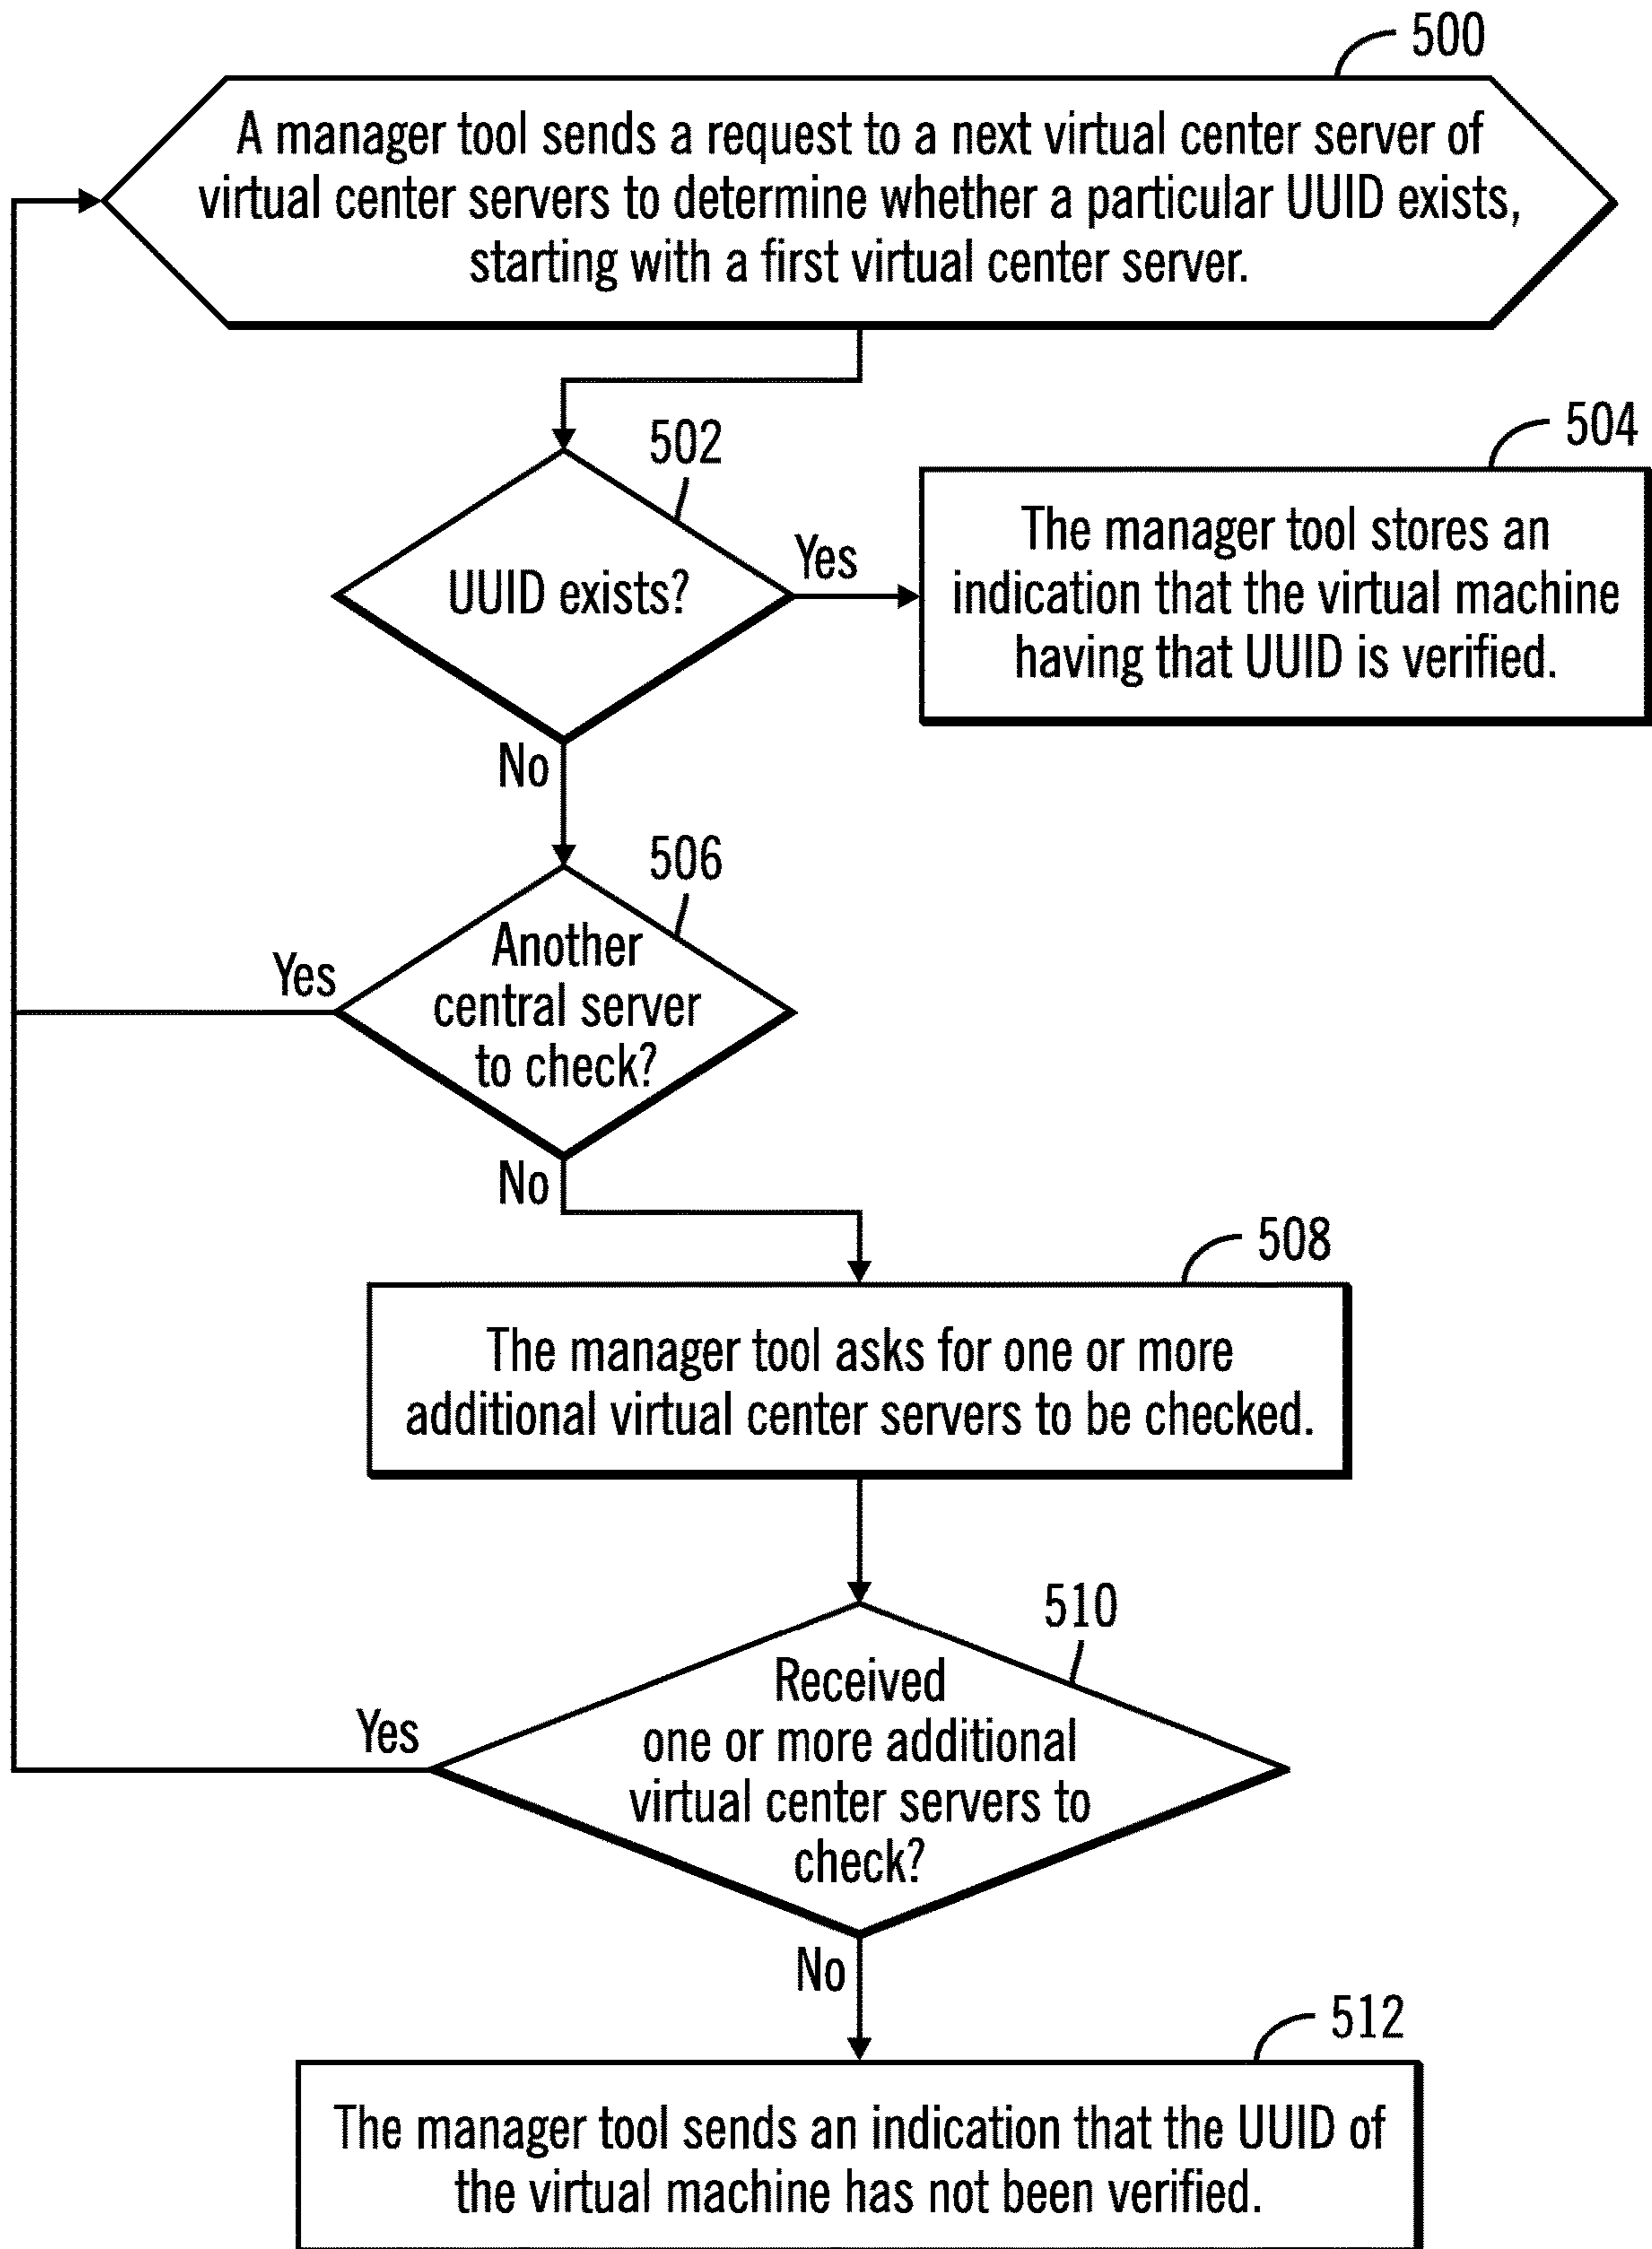 500
A manager tool sends a request to a next virtual center server of
virtual center servers to determine whether a particular UUID exists,
starting with a first virtual center server.
502
504
UUID exists?
Yes
The manager tool stores an
indication that the virtual machine
having that UUID is verified.
No
506
Another
central server
to check?
Yes
No
508
The manager tool asks for one or more
additional virtual center servers to be checked.
510
Received
one or more additional
virtual center servers to
check?
Yes
No
512
The manager tool sends an indication that the UUID of
the virtual machine has not been verified.